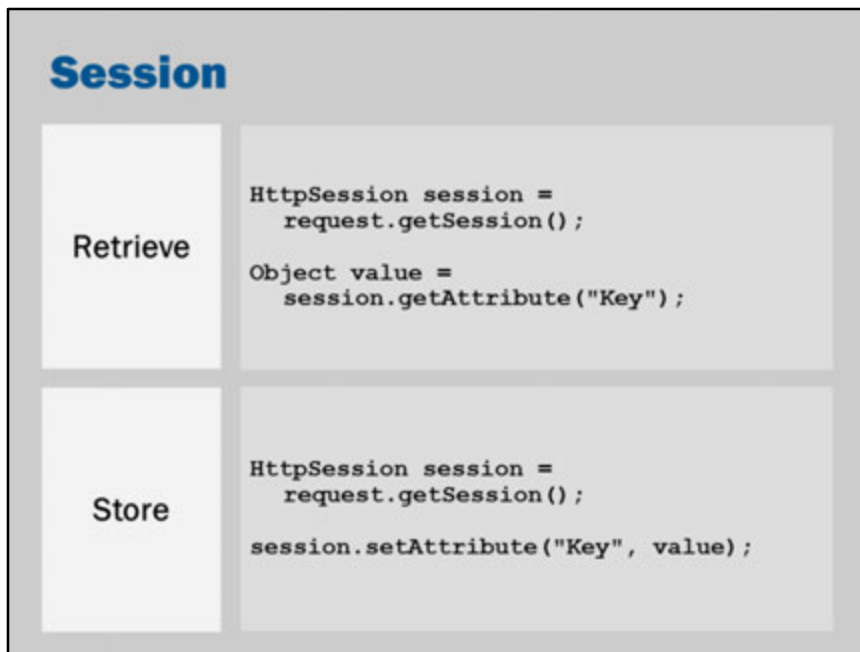 Session
Retrieve
HttpSession session =
request.getSession();
Object value =
session.getAttribute("Key");
Store
HttpSession session =
request.getSession();
session.setAttribute("Key", value);